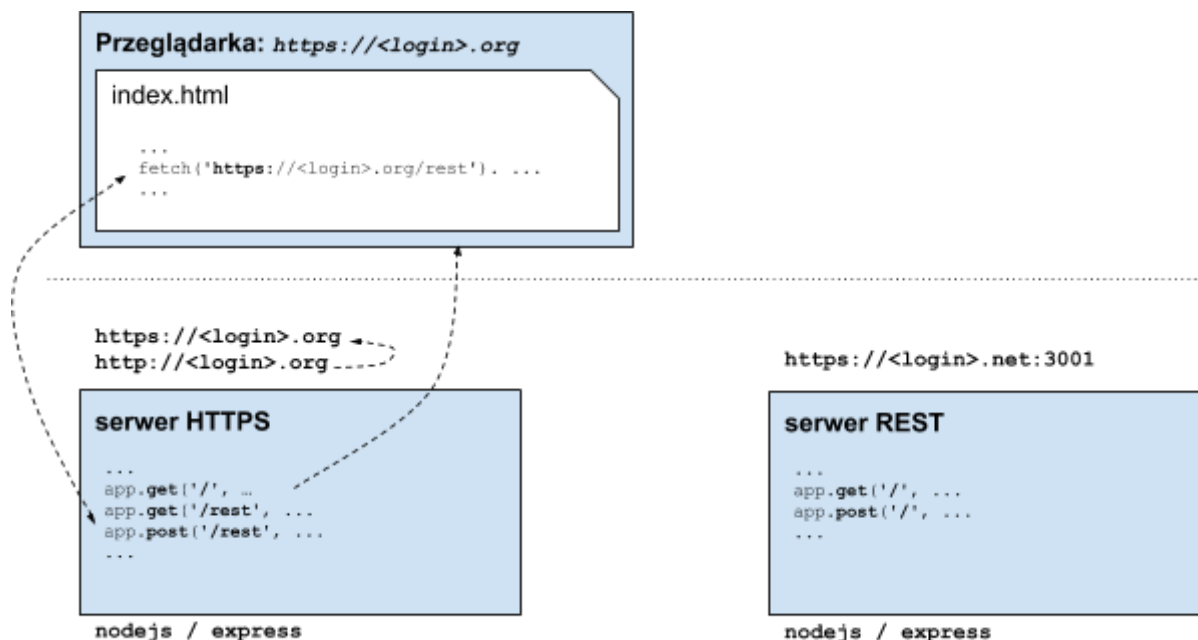 Przeglądarka: https://<login>.org
index.html
...
fetch('https://<login>.org/rest'). ...
...
https://<login>.org
http://<login>.org
serwer HTTPS
...
app.get('/', …
app.get('/rest', ...
app.post('/rest', ...
...
nodejs / express
https://<login>.net:3001
serwer REST
...
app.get('/', ...
app.post('/', ...
...
nodejs / express